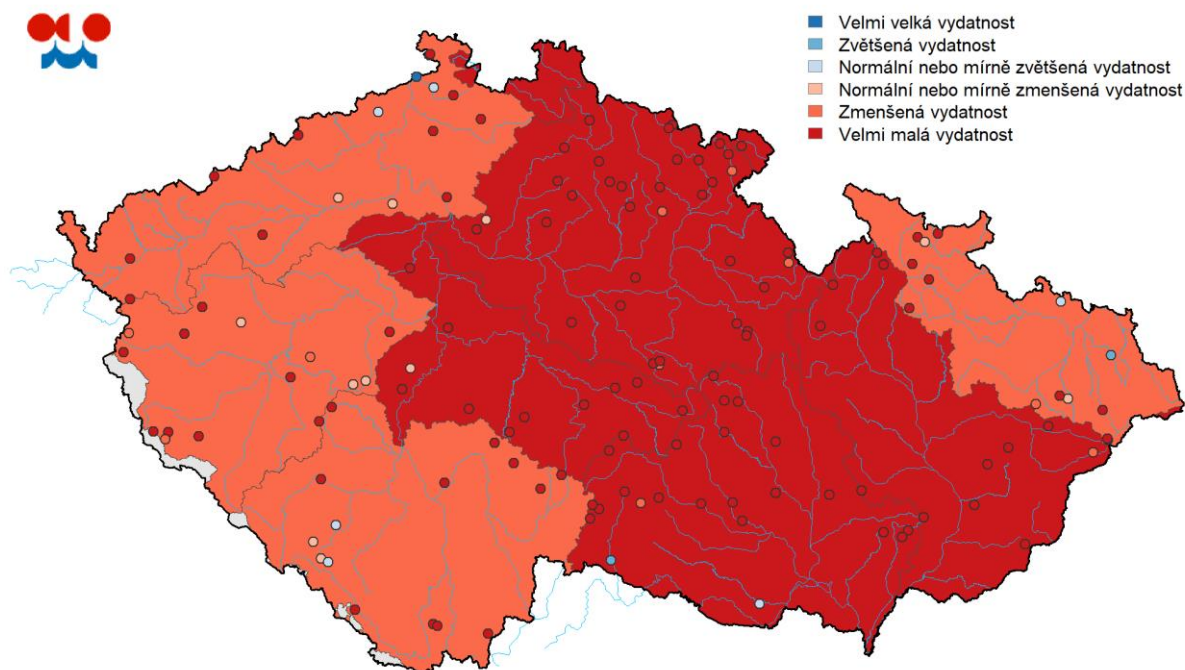 Velmi velká vydatnost
Zvětšená vydatnost
Normální nebo mírně zvětšená vydatnost
Normální nebo mírně zmenšená vydatnost
Zmenšená vydatnost
Velmi malá vydatnost